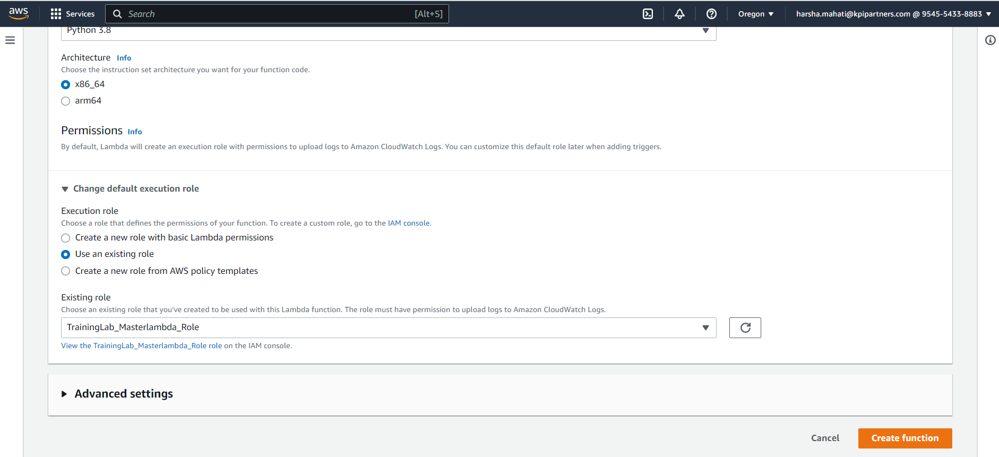 aws Services Search [Alt+S] Oregon harsha.mahati@kpipartners.com @ 9545-5433-8883
Python 3.8
Architecture Info
Choose the instruction set architecture you want for your function code.
x86_64
arm64
Permissions Info
By default, Lambda will create an execution role with permissions to upload logs to Amazon CloudWatch Logs. You can customize this default role later when adding triggers.
Change default execution role
Execution role
Choose a role that defines the permissions of your function. To create a custom role, go to the IAM console.
Create a new role with basic Lambda permissions
Use an existing role
Create a new role from AWS policy templates
Existing role
Choose an existing role that you've created to be used with this Lambda function. The role must have permission to upload logs to Amazon CloudWatch Logs.
TrainingLab_Masterlambda_Role
View the TrainingLab_Masterlambda_Role role on the IAM console.
Advanced settings
Cancel Create function